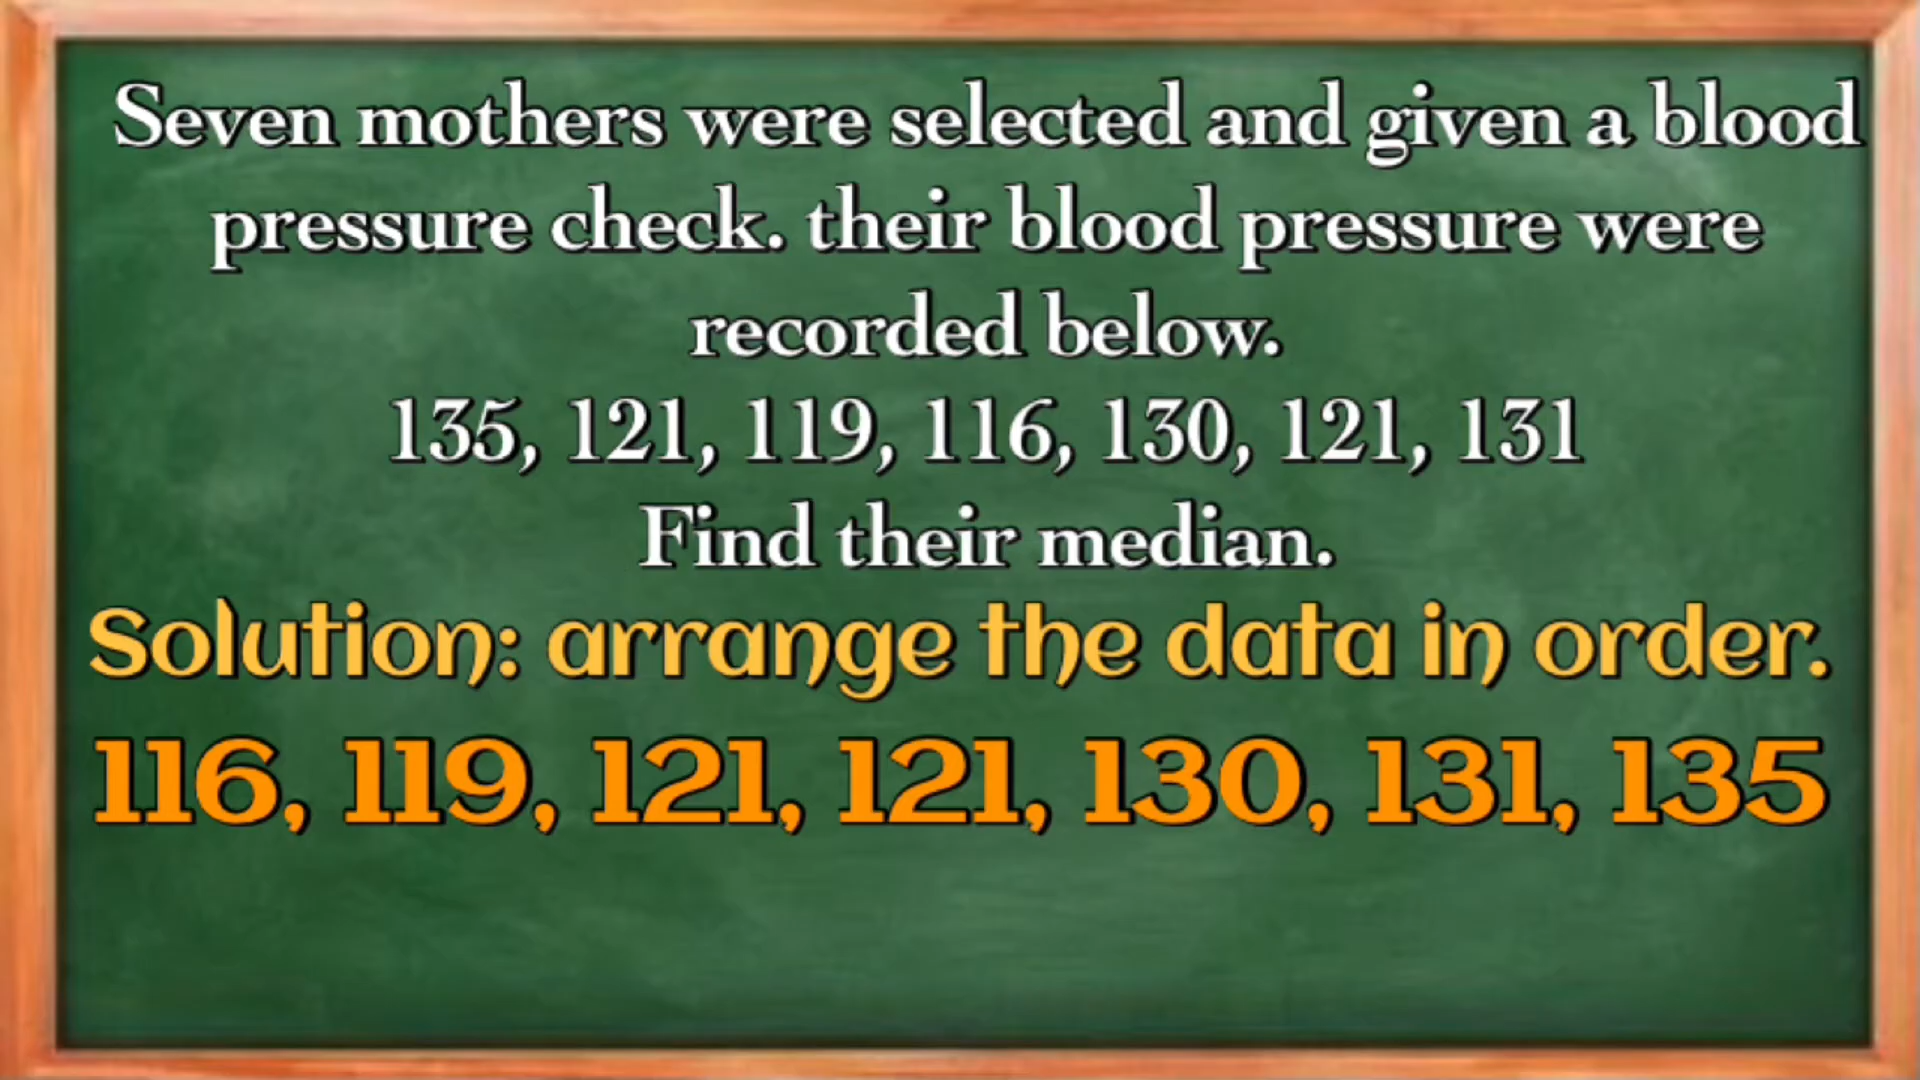 Seven mothers were selected and given a blood
pressure check. their blood pressure were
recorded below.
135, 121, 119, 116, 130, 121, 131
Find their median.
Solution: arrange the data in order.
116, 119, 121, 121, 130, 131, 135